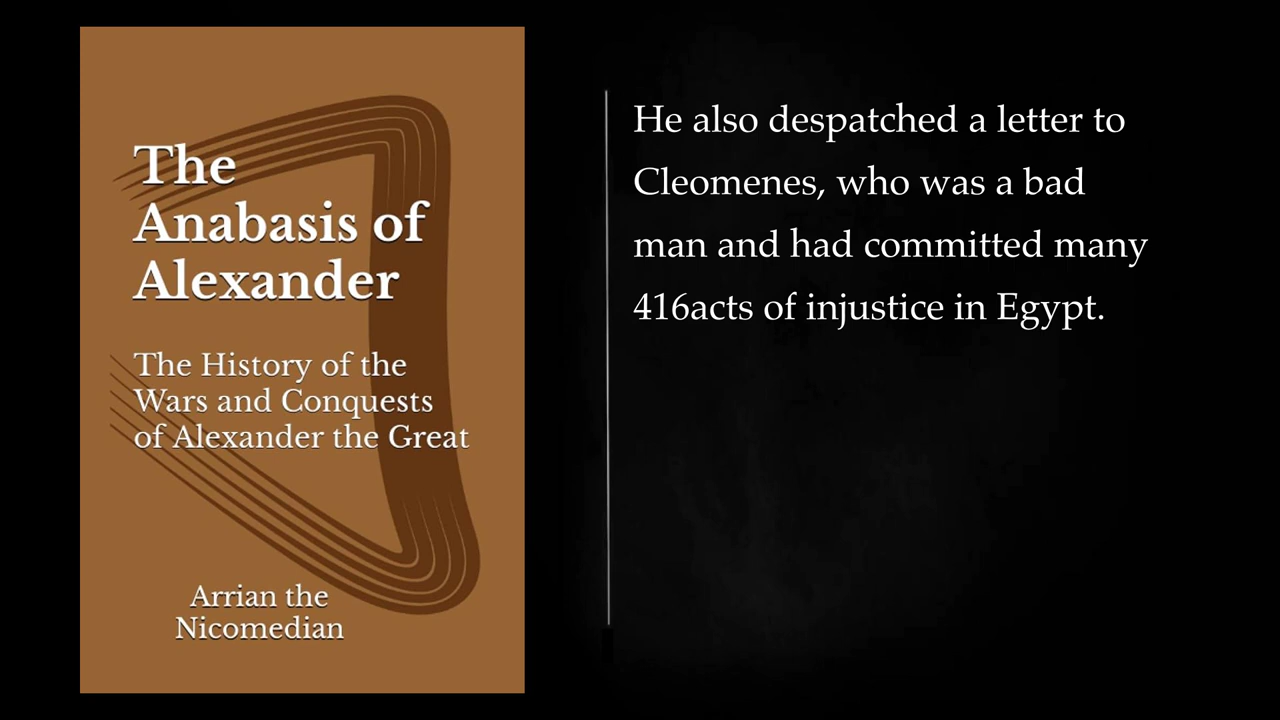 The
Anabasis of
Alexander
The History of the
Wars and Conquests
of Alexander the Great
Arrian the
Nicomedian
He also despatched a letter to
Cleomenes, who was a bad
man and had committed many
416acts of injustice in Egypt.